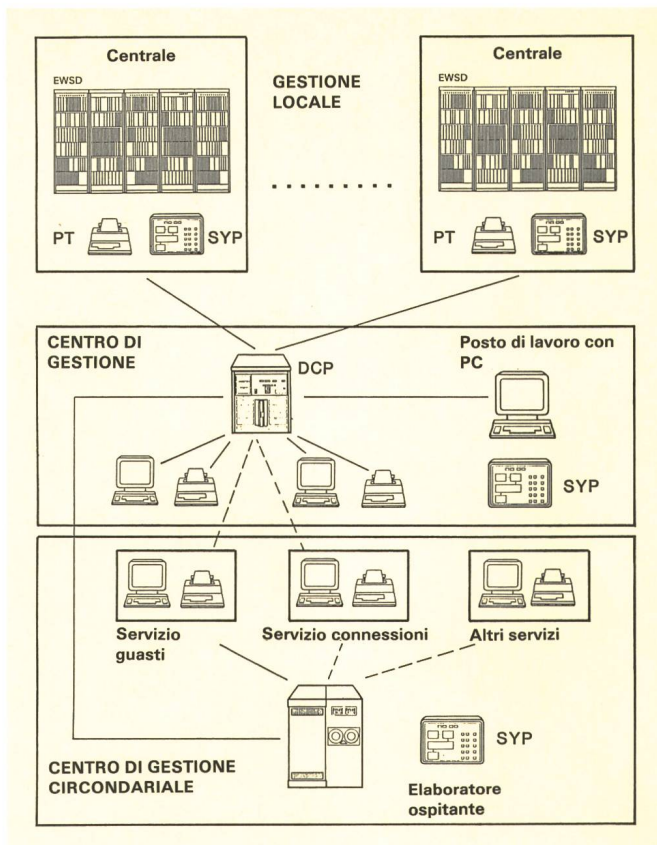 Centrale
EWSD
PT
SYP
GESTIONE
LOCALE
Centrale
EWSD
PT
SYP
CENTRO DI
GESTIONE
DCP
Posto di lavoro con
PC
SYP
Servizio
guasti
Servizio connessioni
Altri servizi
CENTRO DI GESTIONE
CIRCONDARIALE
SYP
Elaboratore
ospitante